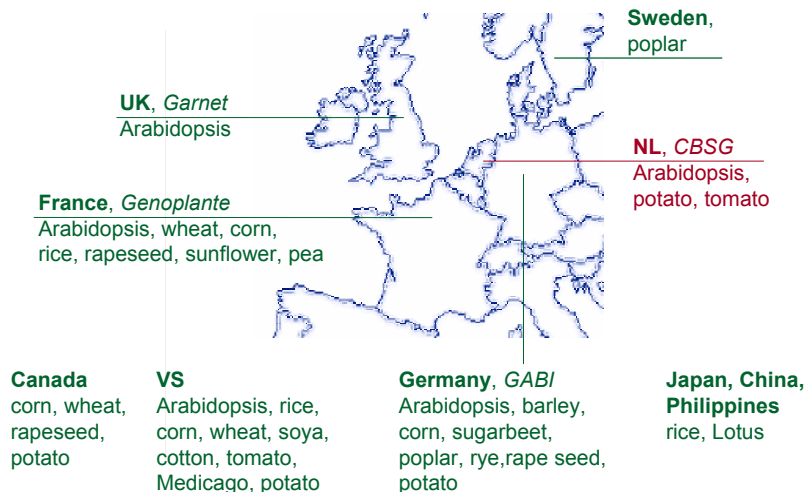 Sweden,
poplar
UK, Garnet
Arabidopsis
NL, CBSG
Arabidopsis,
potato, tomato
France, Genoplante
Arabidopsis, wheat, corn,
rice, rapeseed, sunflower, pea
Canada
corn, wheat,
rapeseed,
potato
VS
Arabidopsis, rice,
corn, wheat, soya,
cotton, tomato,
Medicago, potato
Germany, GABI
Arabidopsis, barley,
corn, sugarbeet,
poplar, rye,rape seed,
potato
Japan, China,
Philippines
rice, Lotus